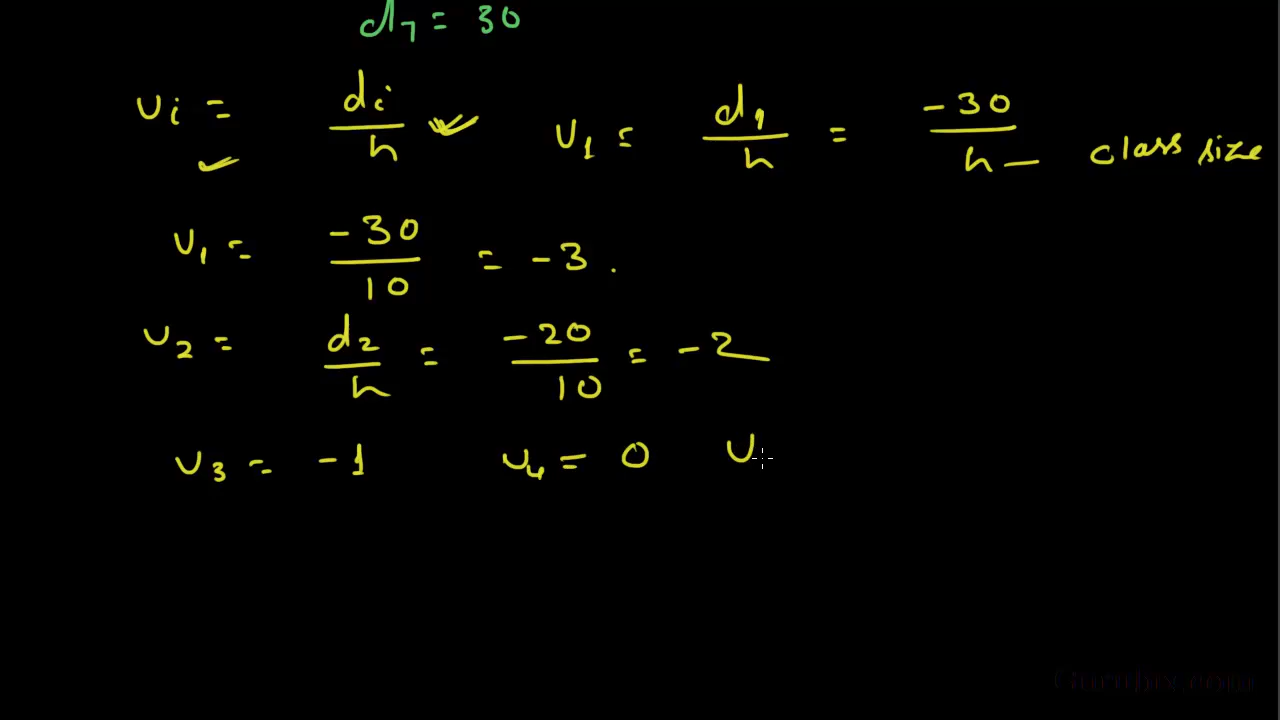 d7 = 30
ui = di/h u1 = d1/h = -30/h — class size
u1 = -30/10 = -3 .
u2 = d2/h = -20/10 = -2
u3 = -1 u4 = 0 u